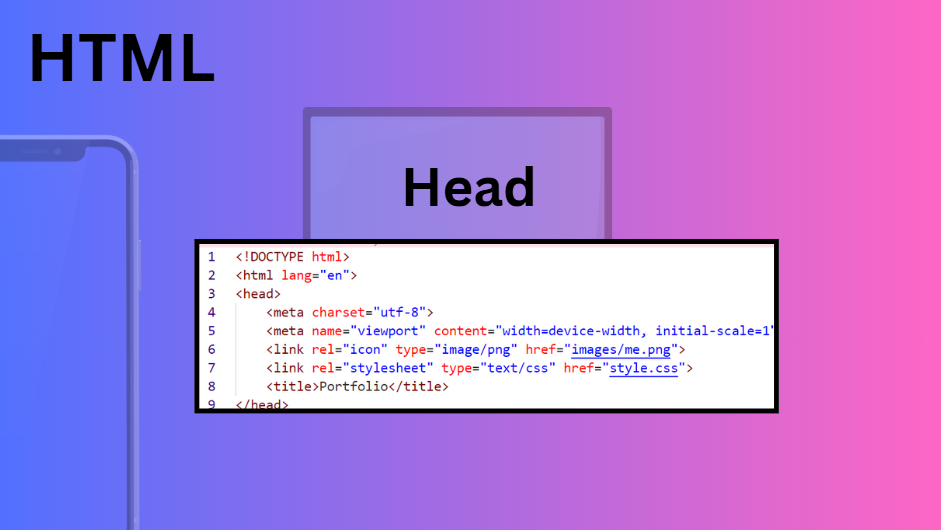 HTML
Head
1 <!DOCTYPE html>
2 <html lang="en">
3 <head>
4 <meta charset="utf-8">
5 <meta name="viewport" content="width=device-width, initial-scale=1"
6 <link rel="icon" type="image/png" href="images/me.png">
7 <link rel="stylesheet" type="text/css" href="style.css">
8 <title>Portfolio</title>
9 </head>